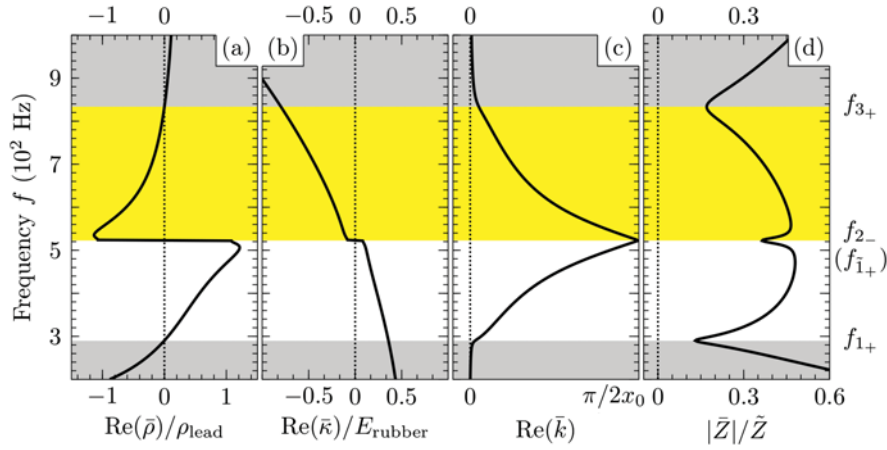 −1 0 −0.5 0 0.5 0 0 0.3
(a) (b) (c) (d)
9
7
5
3
Frequency f (10² Hz)
f₃₊
f₂₋
(f₁̄₊)
f₁₊
−1 0 1 −0.5 0 0.5 0 π/2x₀ 0 0.3 0.6
Re(ρ̄)/ρ_lead Re(κ̄)/E_rubber Re(k̄) |Z̄|/Z̃